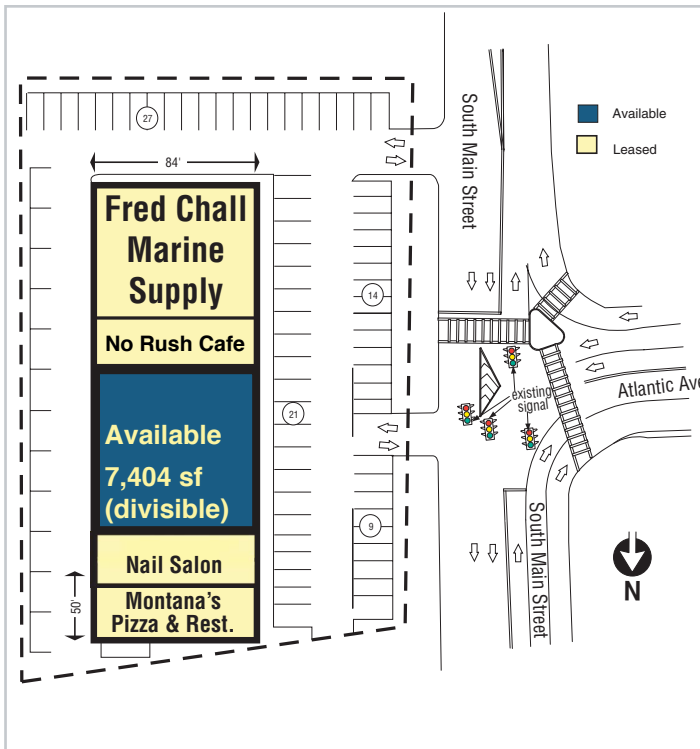 27
84'
Fred Chall
Marine
Supply
No Rush Cafe
Available
7,404 sf
(divisible)
Nail Salon
Montana's
Pizza & Rest.
50'
21
14
9
South Main Street
Available
Leased
existing
signal
Atlantic Ave
South Main Street
N